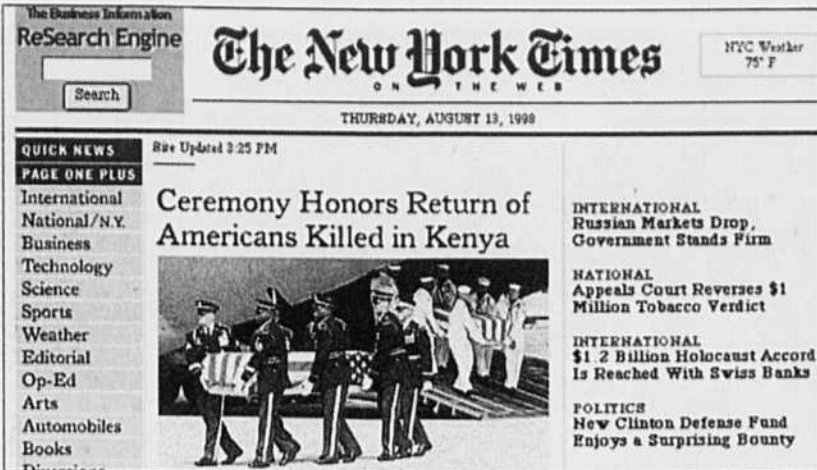 The Business Information
ReSearch Engine
Search
The New York Times
ON THE WEB
NYC Weather
75° F
THURSDAY, AUGUST 13, 1998
QUICK NEWS
PAGE ONE PLUS
International
National/N.Y.
Business
Technology
Science
Sports
Weather
Editorial
Op-Ed
Arts
Automobiles
Books
Diversions
Site Updated 3:25 PM
Ceremony Honors Return of
Americans Killed in Kenya
INTERNATIONAL
Russian Markets Drop,
Government Stands Firm
NATIONAL
Appeals Court Reverses $1
Million Tobacco Verdict
INTERNATIONAL
$1.2 Billion Holocaust Accord
Is Reached With Swiss Banks
POLITICS
New Clinton Defense Fund
Enjoys a Surprising Bounty